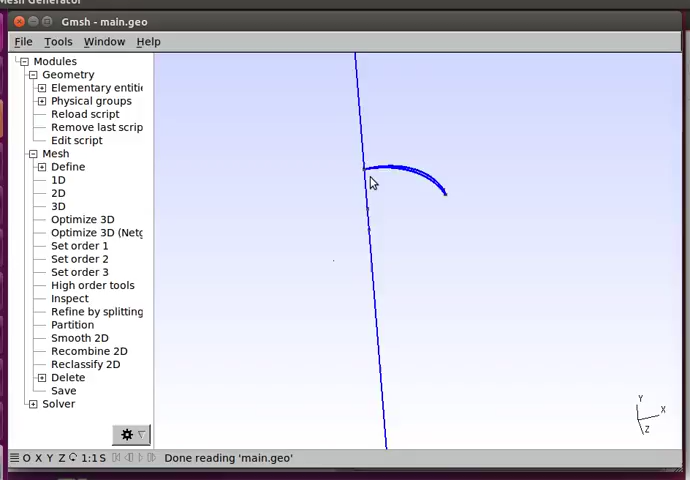 Mesh Generator
Gmsh - main.geo
File Tools Window Help
Modules
Geometry
Elementary entiti
Physical groups
Reload script
Remove last scrip
Edit script
Mesh
Define
1D
2D
3D
Optimize 3D
Optimize 3D (Netg
Set order 1
Set order 2
Set order 3
High order tools
Inspect
Refine by splitting
Partition
Smooth 2D
Recombine 2D
Reclassify 2D
Delete
Save
Solver
Y
X
Z
O X Y Z 1:1 S Done reading 'main.geo'